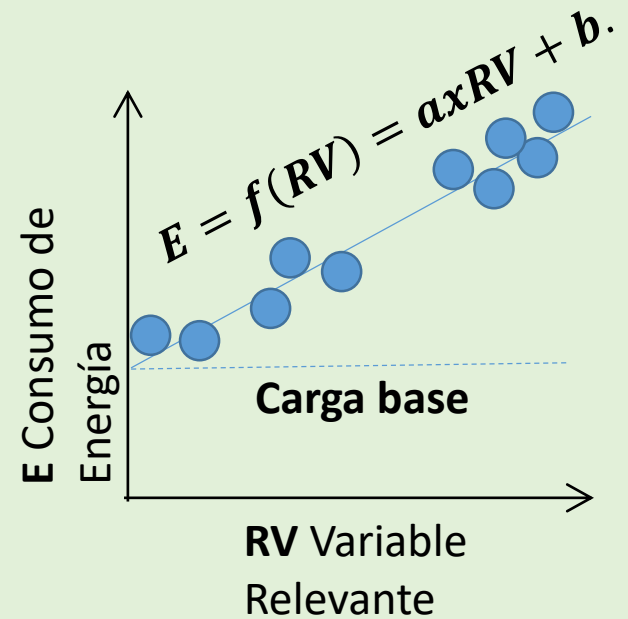 E = f(RV) = axRV + b.
E Consumo de
Energía
Carga base
RV Variable
Relevante